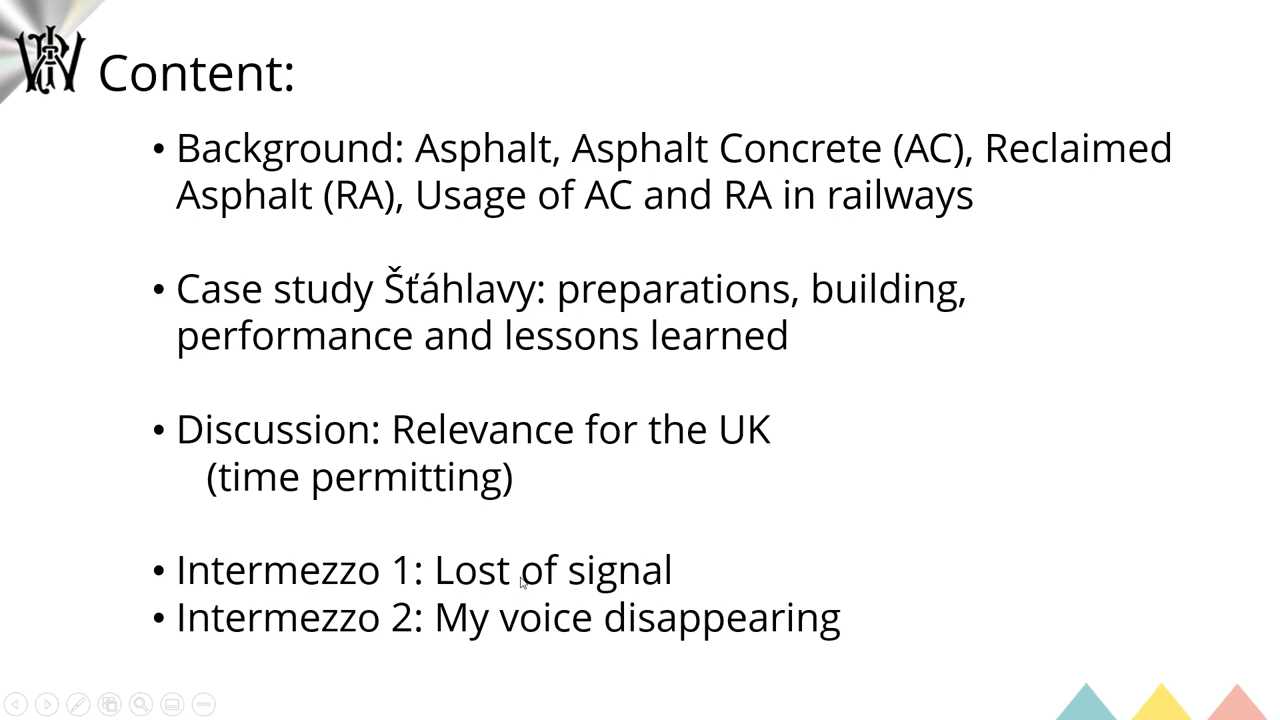 Content:
• Background: Asphalt, Asphalt Concrete (AC), Reclaimed
Asphalt (RA), Usage of AC and RA in railways
• Case study Šťáhlavy: preparations, building,
performance and lessons learned
• Discussion: Relevance for the UK
(time permitting)
• Intermezzo 1: Lost of signal
• Intermezzo 2: My voice disappearing